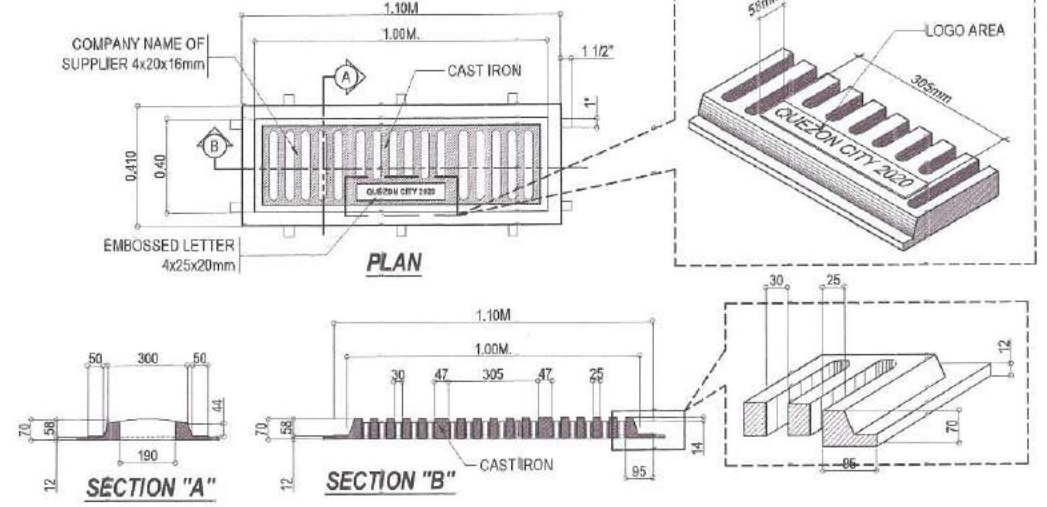 1.10M
1.00M.
COMPANY NAME OF
SUPPLIER 4x20x16mm
A
CAST IRON
1 1/2"
1"
B
0.410
0.40
QUEZON CITY 2020
EMBOSSED LETTER
4x25x20mm
PLAN
58mm
LOGO AREA
305mm
QUEZON CITY 2020
50
300
50
70
58
44
190
12
SECTION "A"
1.10M
1.00M.
30
47
305
47
25
70
58
14
12
95
CAST IRON
SECTION "B"
30
25
12
70